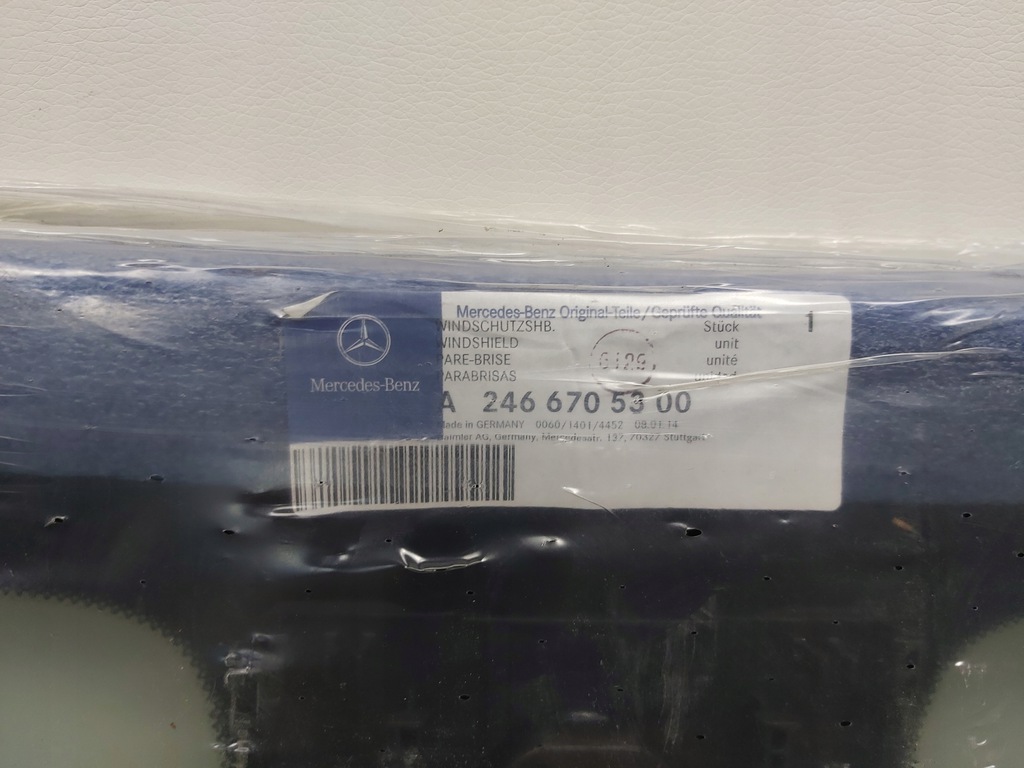 Mercedes-Benz
Mercedes-Benz Original-Teile/Geprüfte Qualität
WINDSCHUTZSHB. Stück 1
WINDSHIELD unit
PARE-BRISE unité
PARABRISAS unidad
A 246 670 53 00
Made in GERMANY 0060/1401/4452 08.01.14
Daimler AG, Germany, Mercedesstr. 137, 70327 Stuttgart